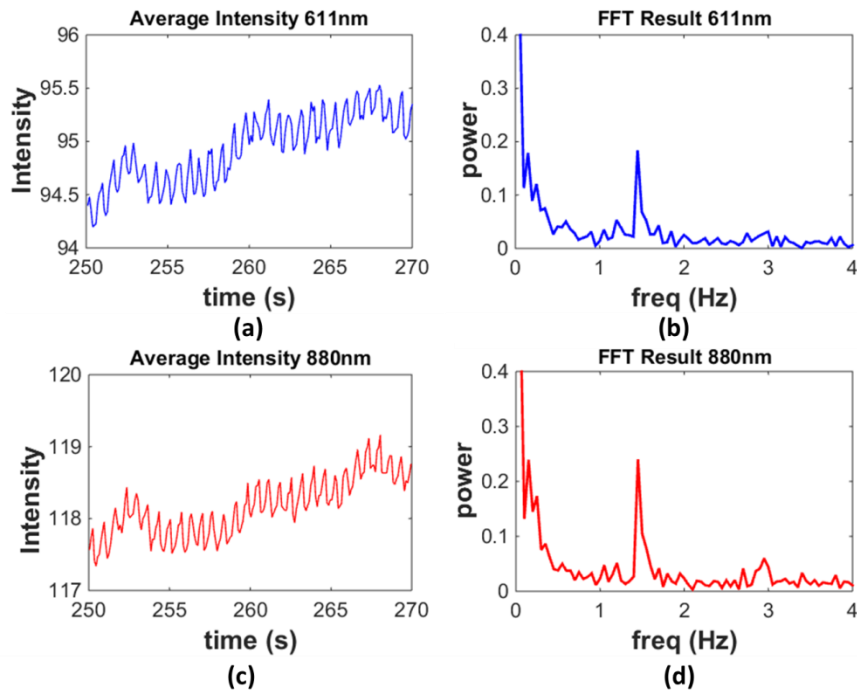 Average Intensity 611nm
96
95.5
95
94.5
94
Intensity
250 255 260 265 270
time (s)
(a)
FFT Result 611nm
0.4
0.3
0.2
0.1
0
power
0 1 2 3 4
freq (Hz)
(b)
Average Intensity 880nm
120
119
118
117
Intensity
250 255 260 265 270
time (s)
(c)
FFT Result 880nm
0.4
0.3
0.2
0.1
0
power
0 1 2 3 4
freq (Hz)
(d)